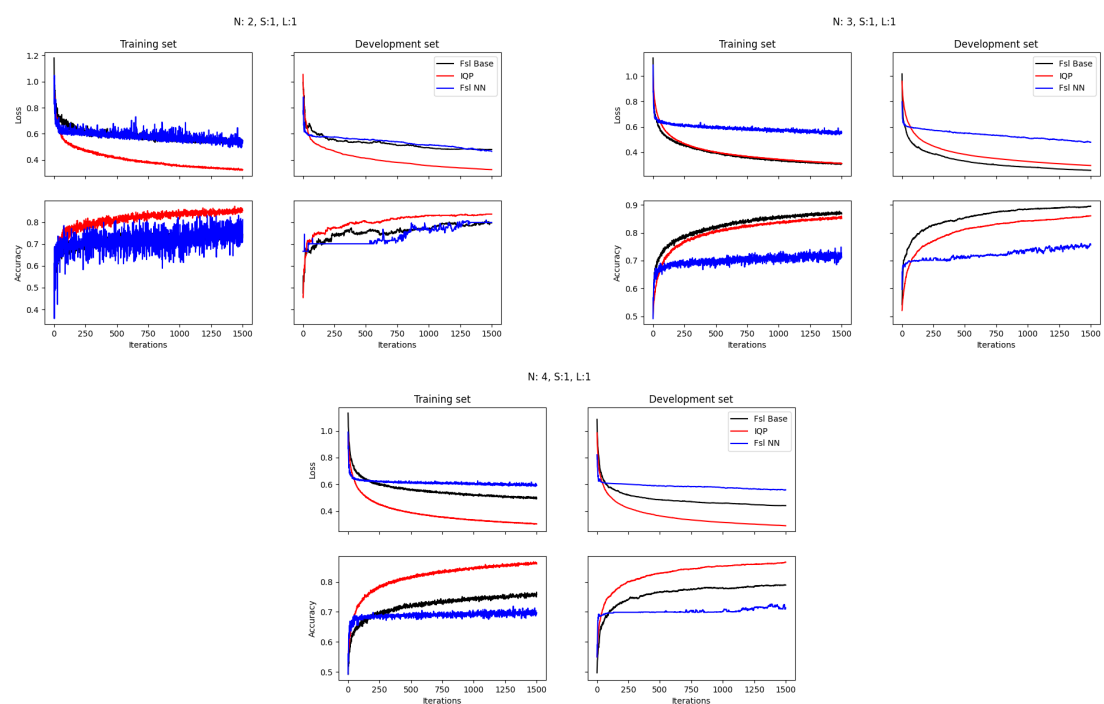 N: 2, S:1, L:1
Training set
Development set
1.2
1.0
0.8
0.6
0.4
Loss
Fsl Base
IQP
Fsl NN
0.8
0.7
0.6
0.5
0.4
Accuracy
0 250 500 750 1000 1250 1500
Iterations
0 250 500 750 1000 1250 1500
Iterations
N: 3, S:1, L:1
Training set
Development set
1.0
0.8
0.6
0.4
Loss
Fsl Base
IQP
Fsl NN
0.9
0.8
0.7
0.6
0.5
Accuracy
0 250 500 750 1000 1250 1500
Iterations
0 250 500 750 1000 1250 1500
Iterations
N: 4, S:1, L:1
Training set
Development set
1.0
0.8
0.6
0.4
Loss
Fsl Base
IQP
Fsl NN
0.8
0.7
0.6
0.5
Accuracy
0 250 500 750 1000 1250 1500
Iterations
0 250 500 750 1000 1250 1500
Iterations